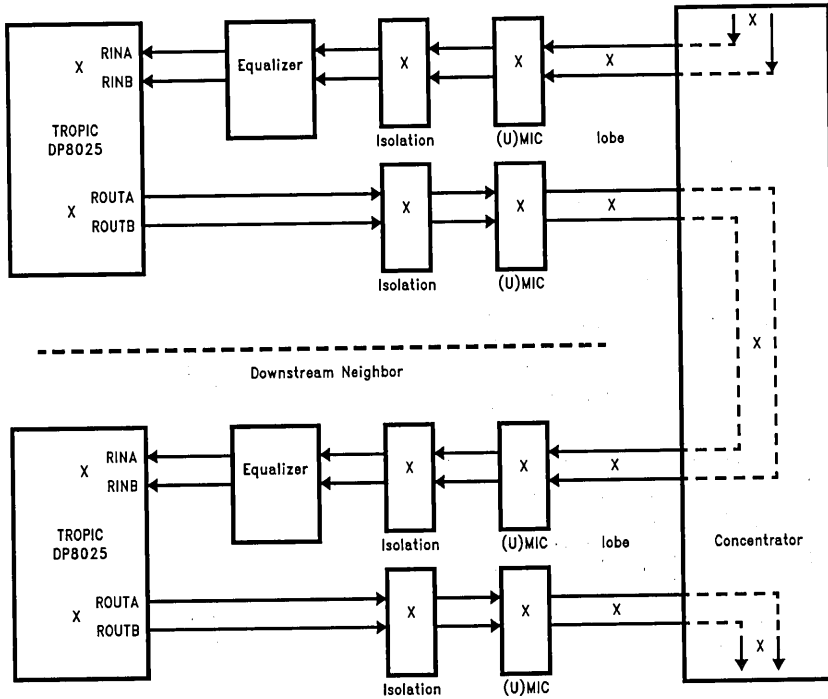 X
RINA
Equalizer
X
X
X
X
RINB
TROPIC
DP8025
Isolation
(U)MIC
lobe
ROUTA
X
X
X
X
ROUTB
Isolation
(U)MIC
X
Downstream Neighbor
RINA
Equalizer
X
X
X
X
RINB
TROPIC
DP8025
Isolation
(U)MIC
lobe
Concentrator
ROUTA
X
X
X
X
ROUTB
X
Isolation
(U)MIC